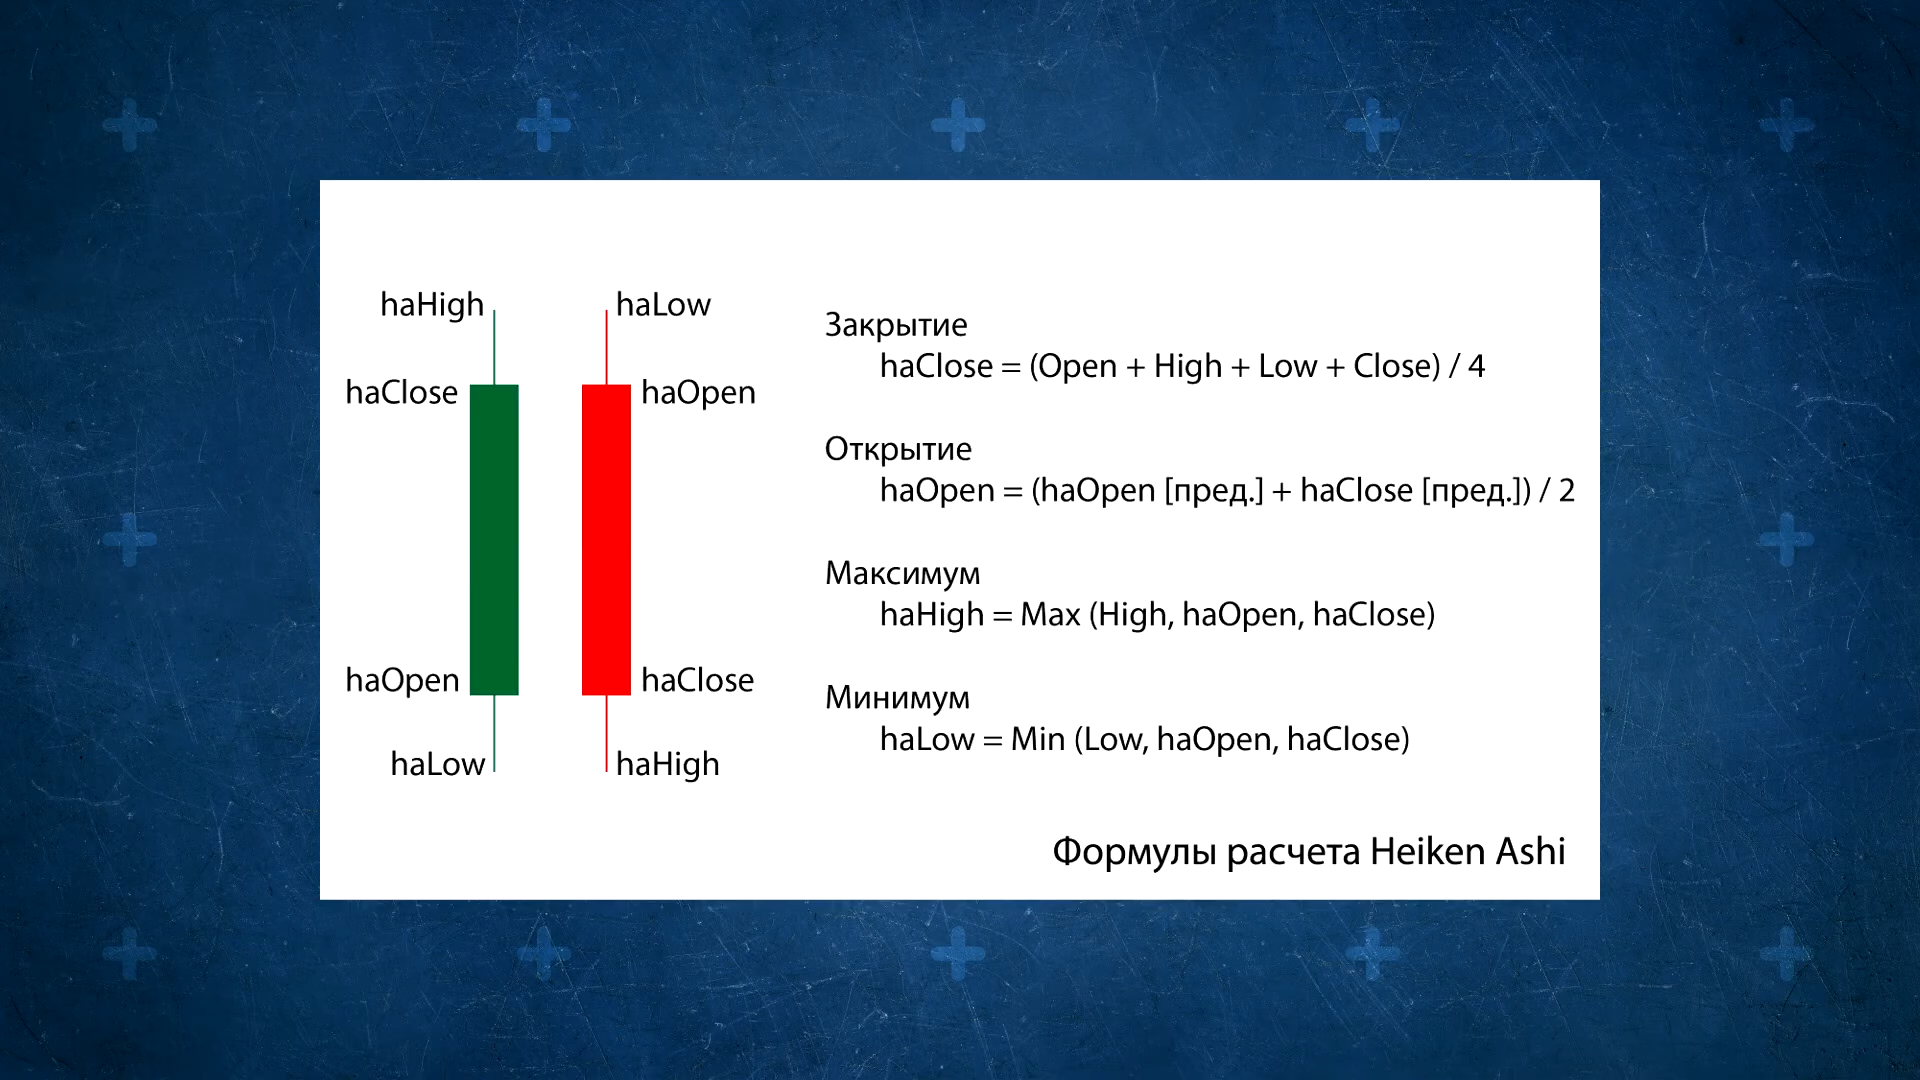 haHigh
haClose
haOpen
haLow
haLow
haOpen
haClose
haHigh
Закрытие
haClose = (Open + High + Low + Close) / 4
Открытие
haOpen = (haOpen [пред.] + haClose [пред.]) / 2
Максимум
haHigh = Max (High, haOpen, haClose)
Минимум
haLow = Min (Low, haOpen, haClose)
Формулы расчета Heiken Ashi